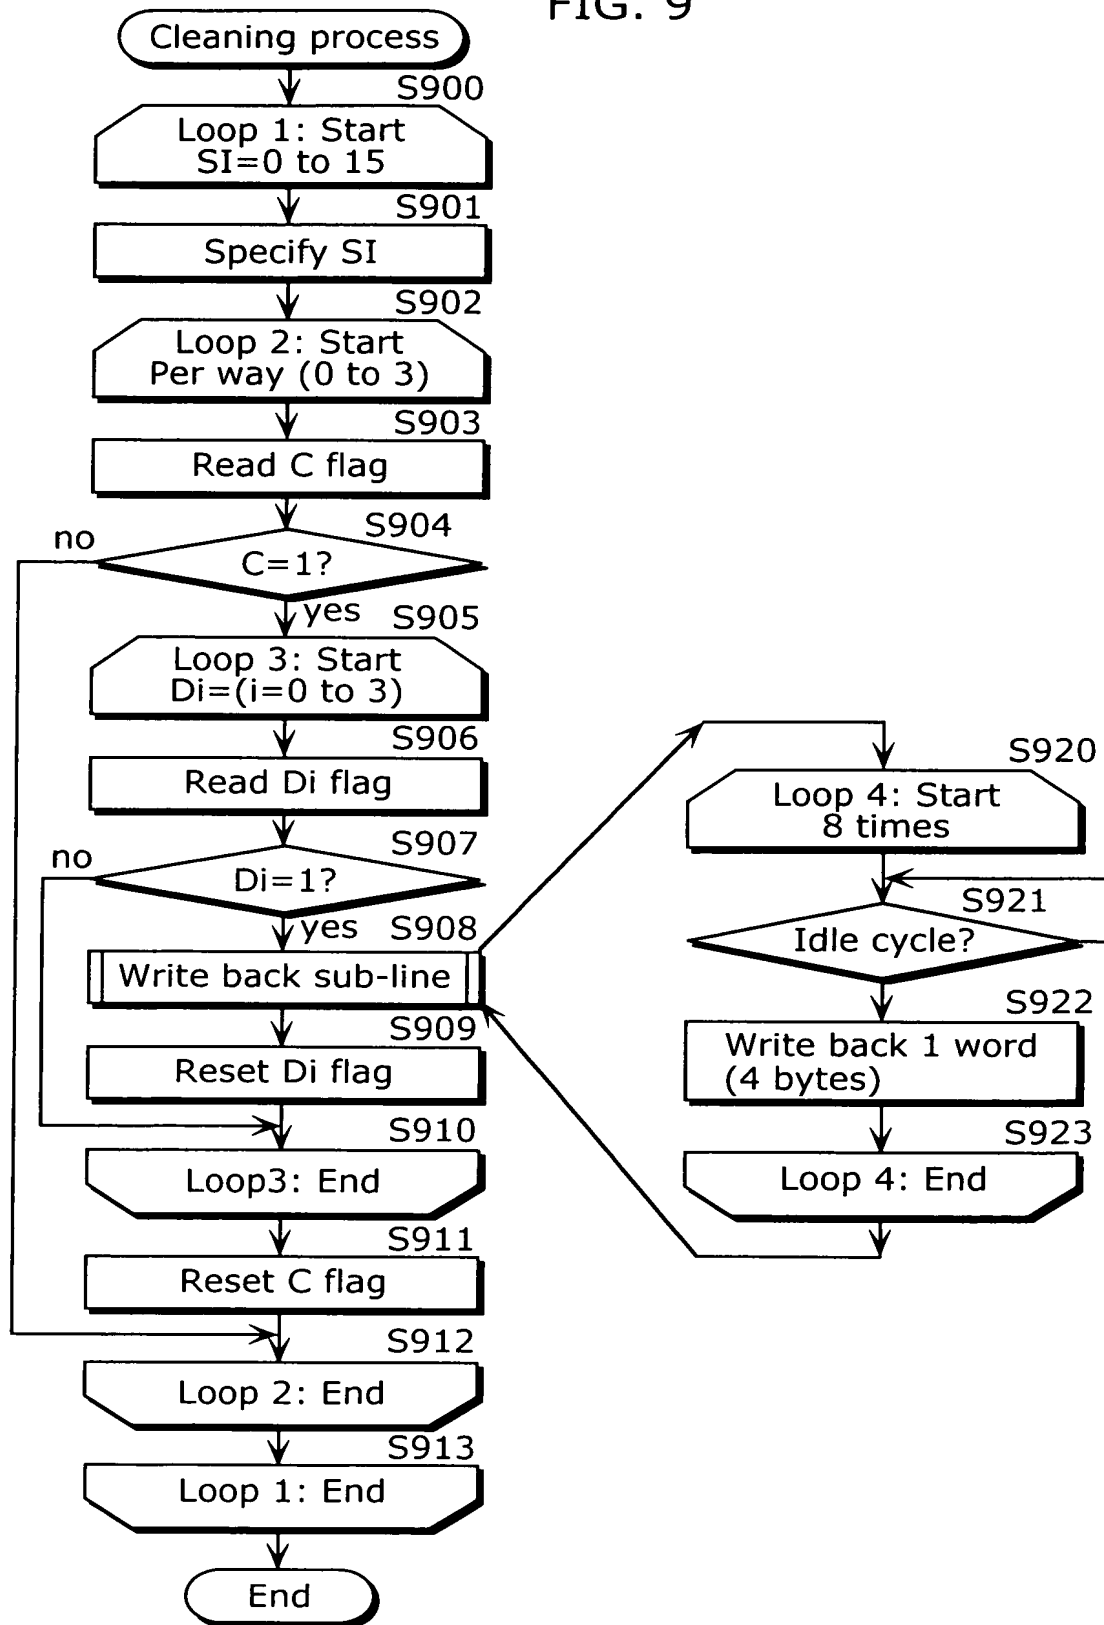 FIG. 9
Cleaning process
S900
Loop 1: Start
SI=0 to 15
S901
Specify SI
S902
Loop 2: Start
Per way (0 to 3)
S903
Read C flag
S904
no
C=1?
yes
S905
Loop 3: Start
Di=(i=0 to 3)
S906
Read Di flag
S907
no
Di=1?
yes
S908
Write back sub-line
S909
Reset Di flag
S910
Loop3: End
S911
Reset C flag
S912
Loop 2: End
S913
Loop 1: End
End
S920
Loop 4: Start
8 times
S921
Idle cycle?
S922
Write back 1 word
(4 bytes)
S923
Loop 4: End